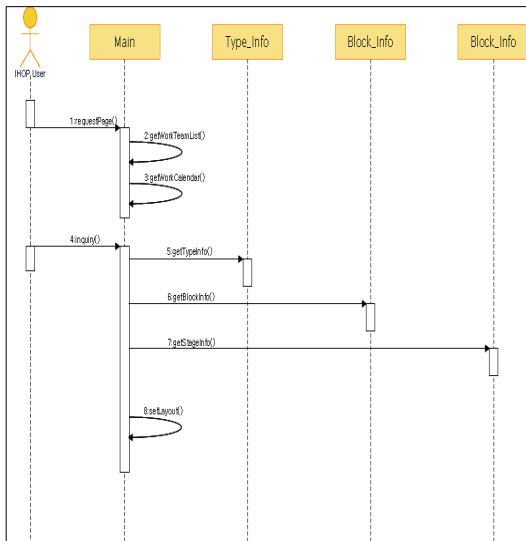 Main
Type_Info
Block_Info
Block_Info
IHOP_User
1:requestPage()
2:getWorkTeamList()
3:getWorkCalendar()
4:inquiry()
5:getTypeInfo()
6:getBlockInfo()
7:getStageInfo()
8:setLayout()